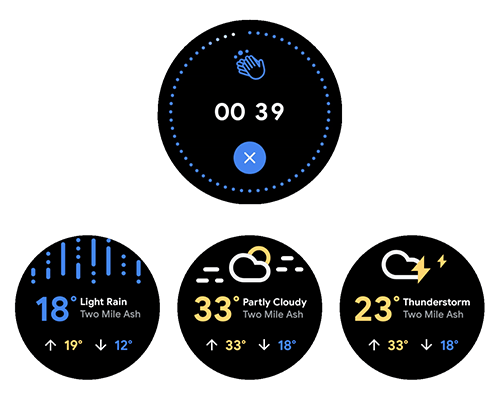 00 39
18° Light Rain
Two Mile Ash
↑ 19° ↓ 12°
33° Partly Cloudy
Two Mile Ash
↑ 33° ↓ 18°
23° Thunderstorm
Two Mile Ash
↑ 33° ↓ 18°